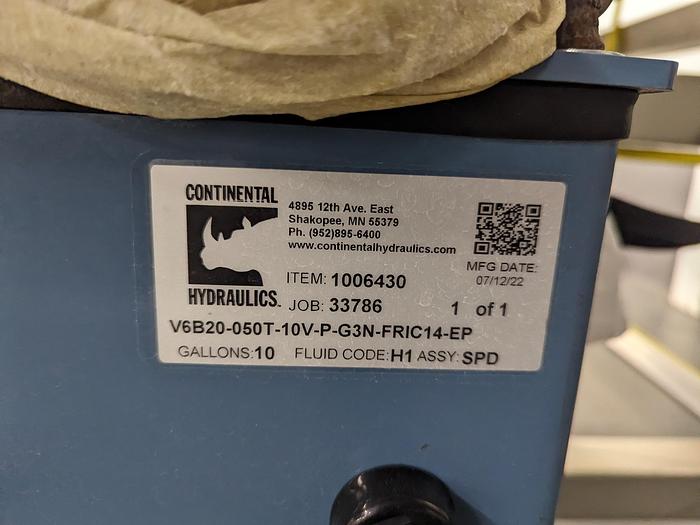 CONTINENTAL
HYDRAULICS.
4895 12th Ave. East
Shakopee, MN 55379
Ph. (952)895-6400
www.continentalhydraulics.com
MFG DATE:
07/12/22
ITEM: 1006430
JOB: 33786
1 of 1
V6B20-050T-10V-P-G3N-FRIC14-EP
GALLONS:10 FLUID CODE:H1 ASSY:SPD